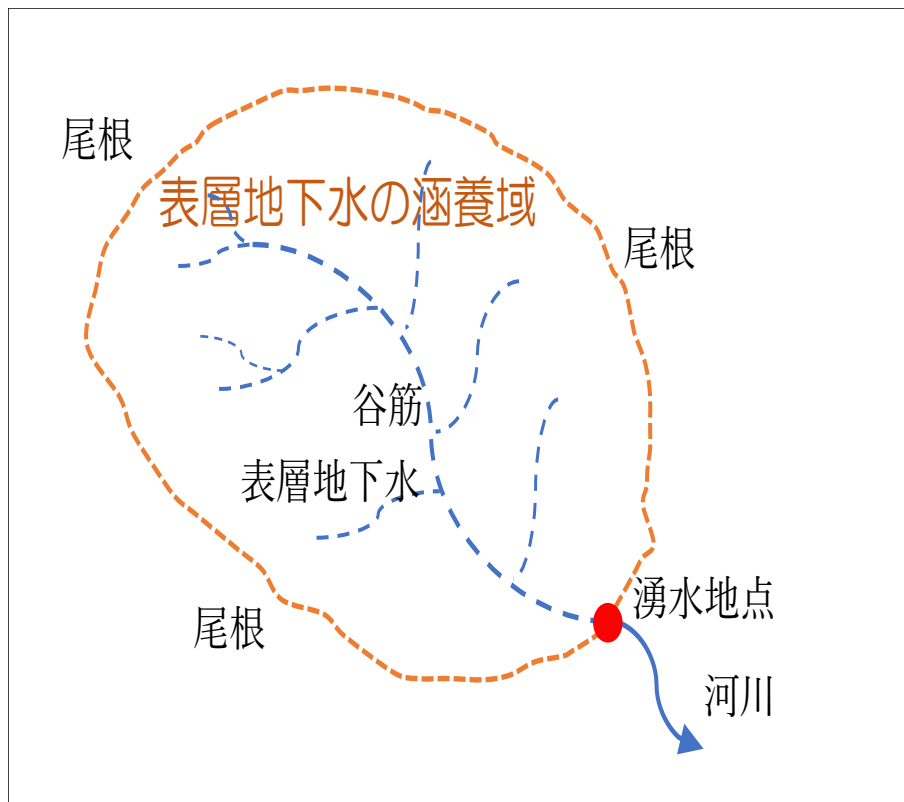 尾根
表層地下水の涵養域
尾根
谷筋
表層地下水
湧水地点
尾根
河川